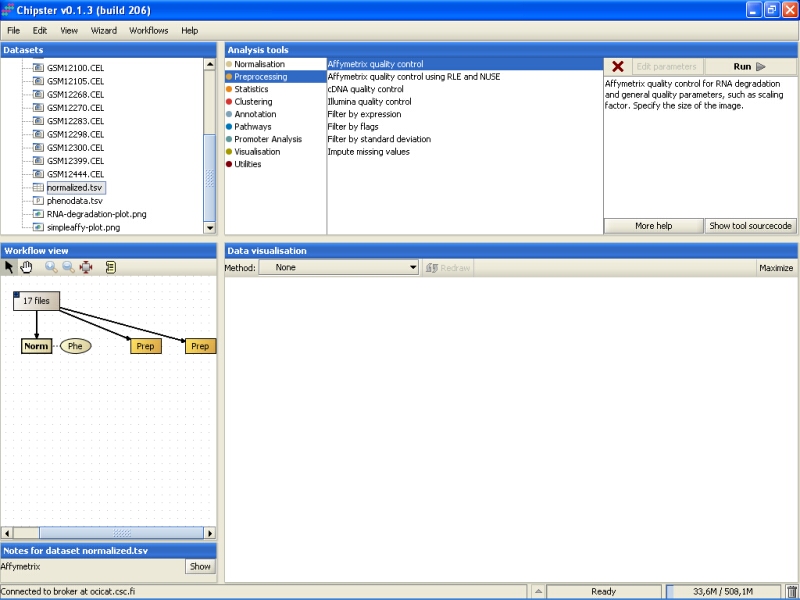 Chipster v0.1.3 (build 206)
File Edit View Wizard Workflows Help
Datasets
GSM12100.CEL
GSM12105.CEL
GSM12268.CEL
GSM12270.CEL
GSM12283.CEL
GSM12298.CEL
GSM12300.CEL
GSM12399.CEL
GSM12444.CEL
normalized.tsv
phenodata.tsv
RNA-degradation-plot.png
simpleaffy-plot.png
Analysis tools
Normalisation
Preprocessing
Statistics
Clustering
Annotation
Pathways
Promoter Analysis
Visualisation
Utilities
Affymetrix quality control
Affymetrix quality control using RLE and NUSE
cDNA quality control
Illumina quality control
Filter by expression
Filter by flags
Filter by standard deviation
Impute missing values
Edit parameters
Run
Affymetrix quality control for RNA degradation
and general quality parameters, such as scaling
factor. Specify the size of the image.
More help
Show tool sourcecode
Workflow view
17 files
Norm
Phe
Prep
Prep
Data visualisation
Method: None
Redraw
Maximize
Notes for dataset normalized.tsv
Affymetrix
Show
Connected to broker at ocicat.csc.fi
Ready
33,6M / 508,1M